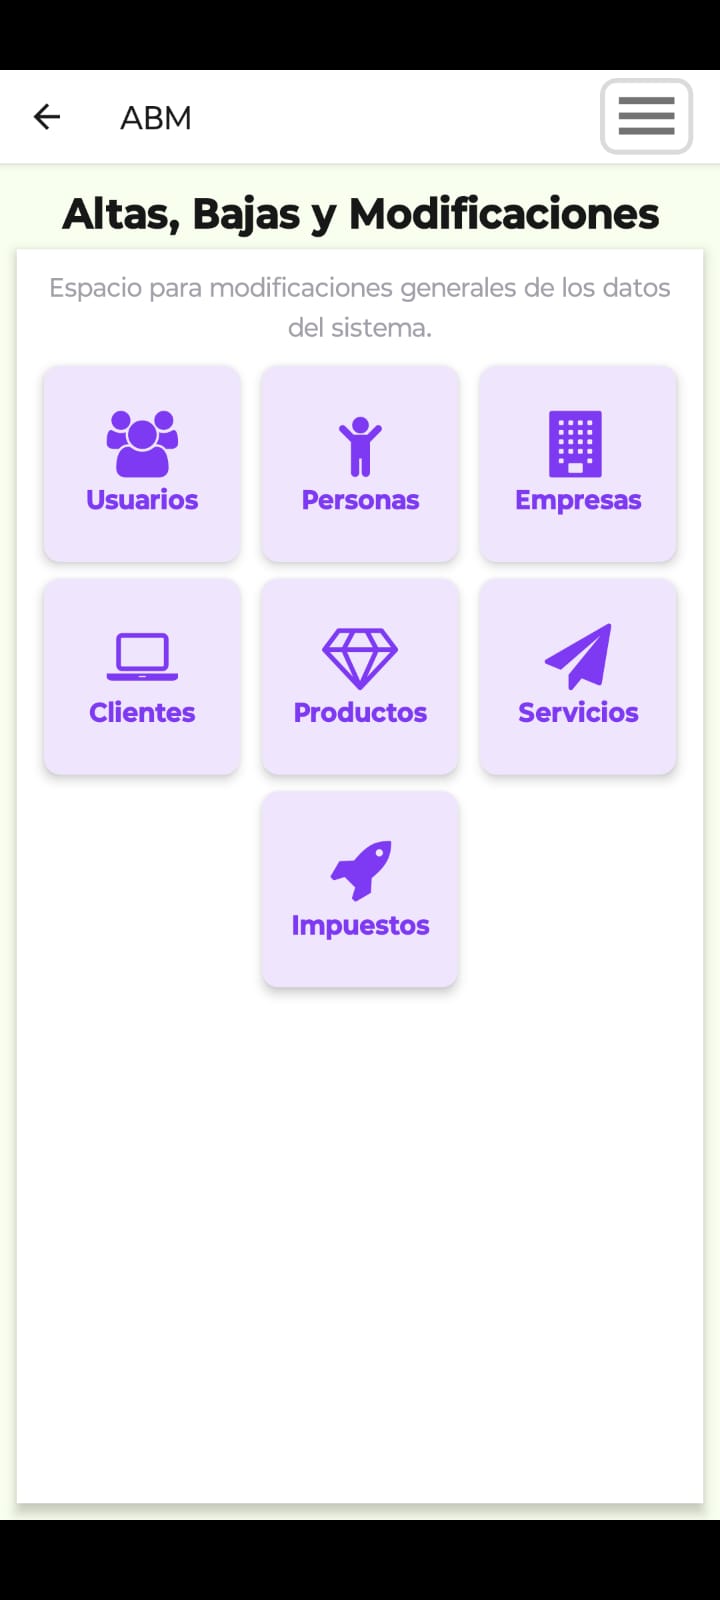 ABM
Altas, Bajas y Modificaciones
Espacio para modificaciones generales de los datos
del sistema.
Usuarios
Personas
Empresas
Clientes
Productos
Servicios
Impuestos